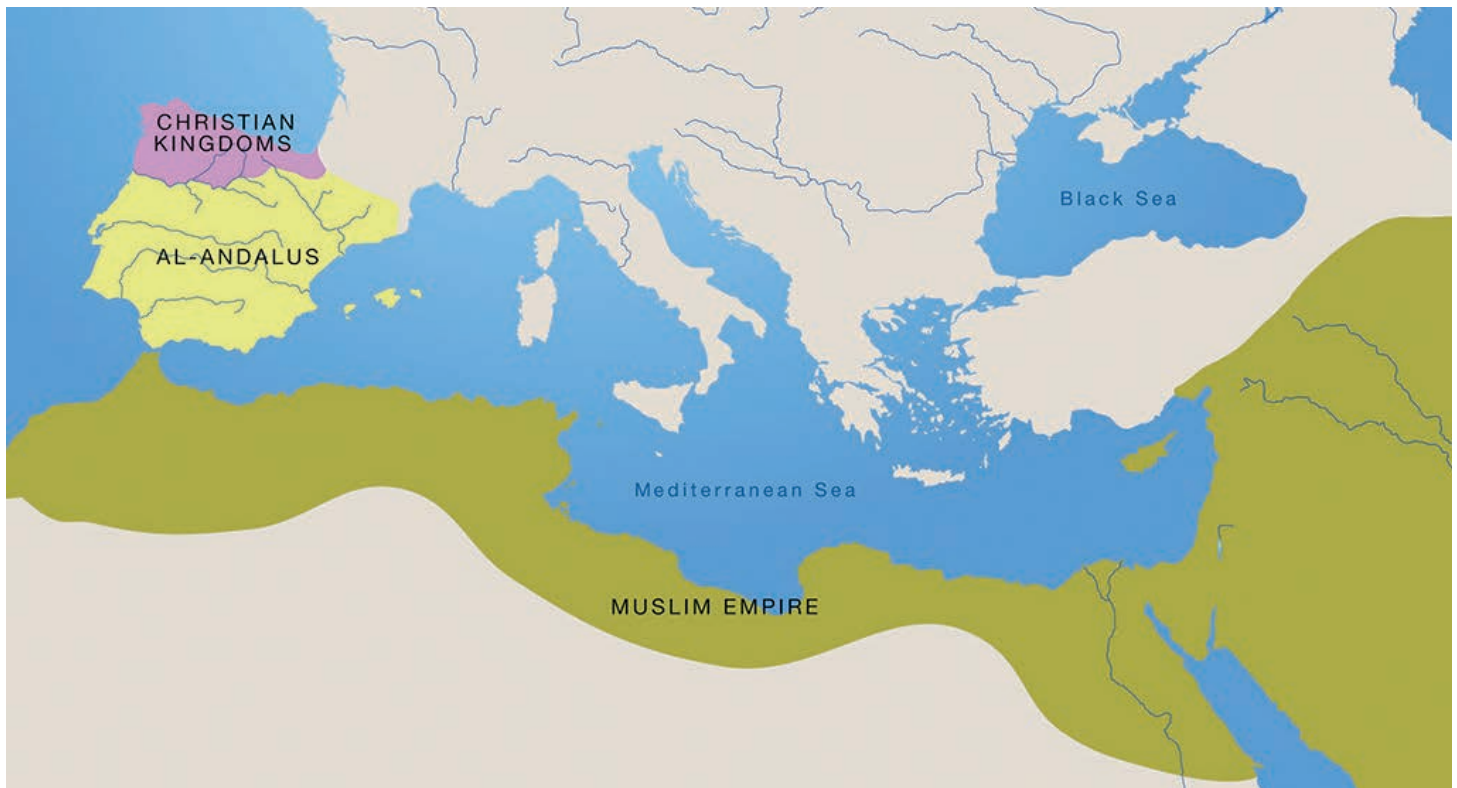 CHRISTIAN
KINGDOMS
Black Sea
AL-ANDALUS
Mediterranean Sea
MUSLIM EMPIRE